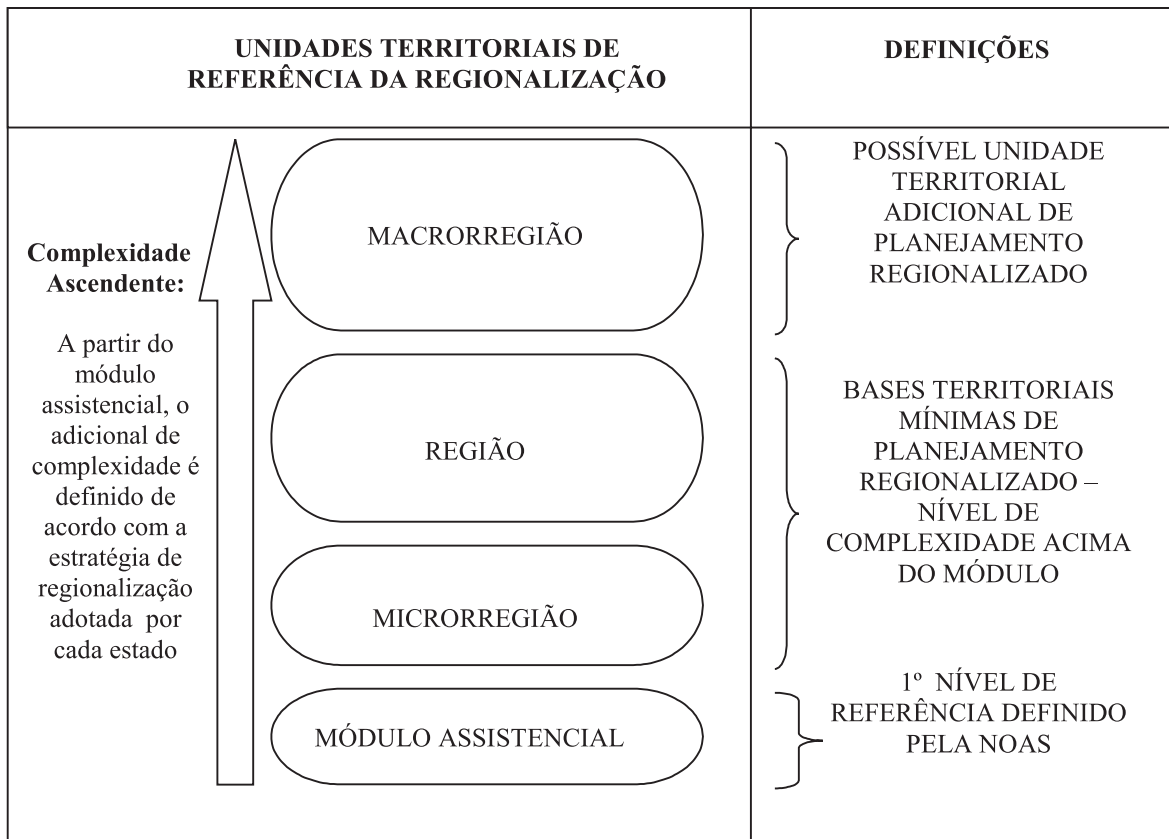 UNIDADES TERRITORIAIS DE
REFERÊNCIA DA REGIONALIZAÇÃO
DEFINIÇÕES
Complexidade
Ascendente:
A partir do
módulo
assistencial, o
adicional de
complexidade é
definido de
acordo com a
estratégia de
regionalização
adotada por
cada estado
MACRORREGIÃO
REGIÃO
MICRORREGIÃO
MÓDULO ASSISTENCIAL
POSSÍVEL UNIDADE
TERRITORIAL
ADICIONAL DE
PLANEJAMENTO
REGIONALIZADO
BASES TERRITORIAIS
MÍNIMAS DE
PLANEJAMENTO
REGIONALIZADO –
NÍVEL DE
COMPLEXIDADE ACIMA
DO MÓDULO
1º NÍVEL DE
REFERÊNCIA DEFINIDO
PELA NOAS